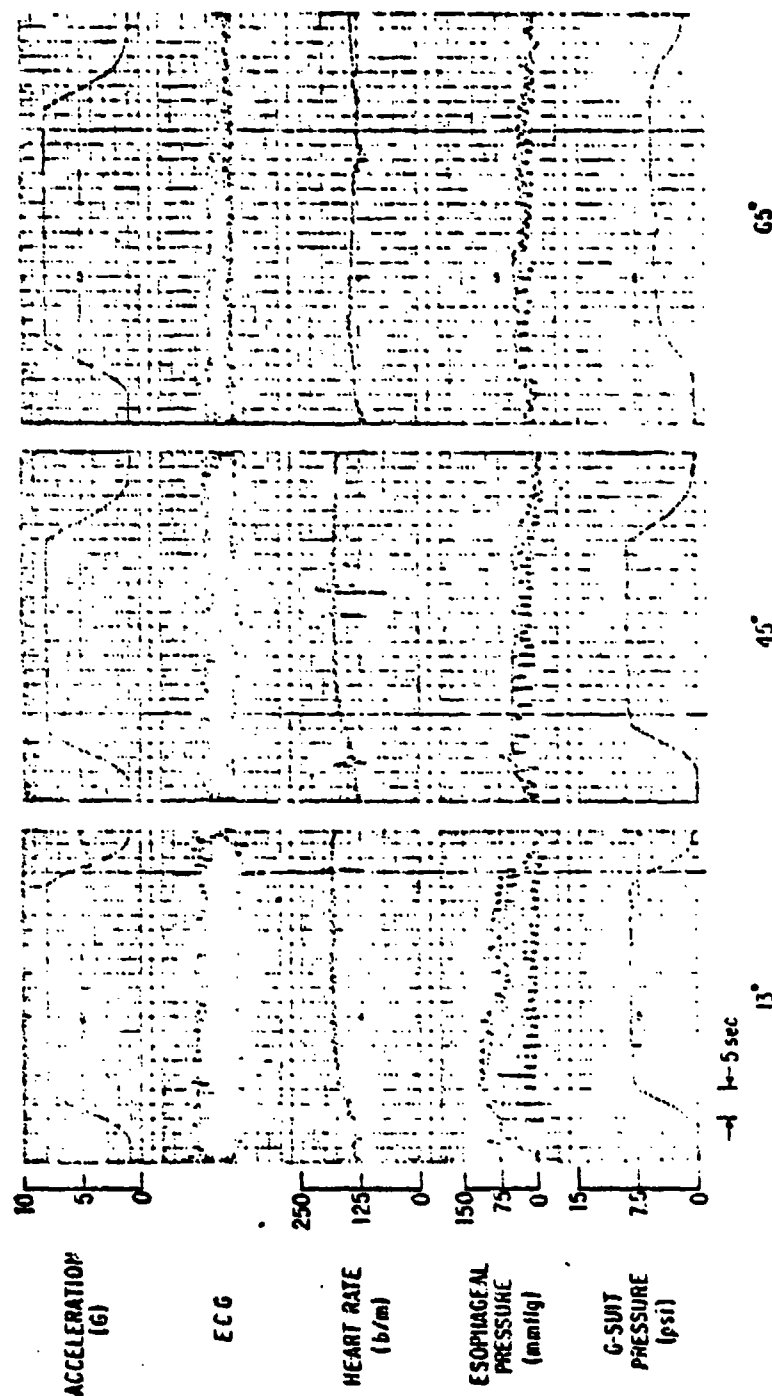 ACCELERATION
(G)
10
5
0
ECG
HEART RATE
(b/m)
250
125
0
ESOPHAGEAL
PRESSURE
(mmHg)
150
75
0
G-SUIT
PRESSURE
(psi)
15
7.5
0
5 sec
13°
45°
65°